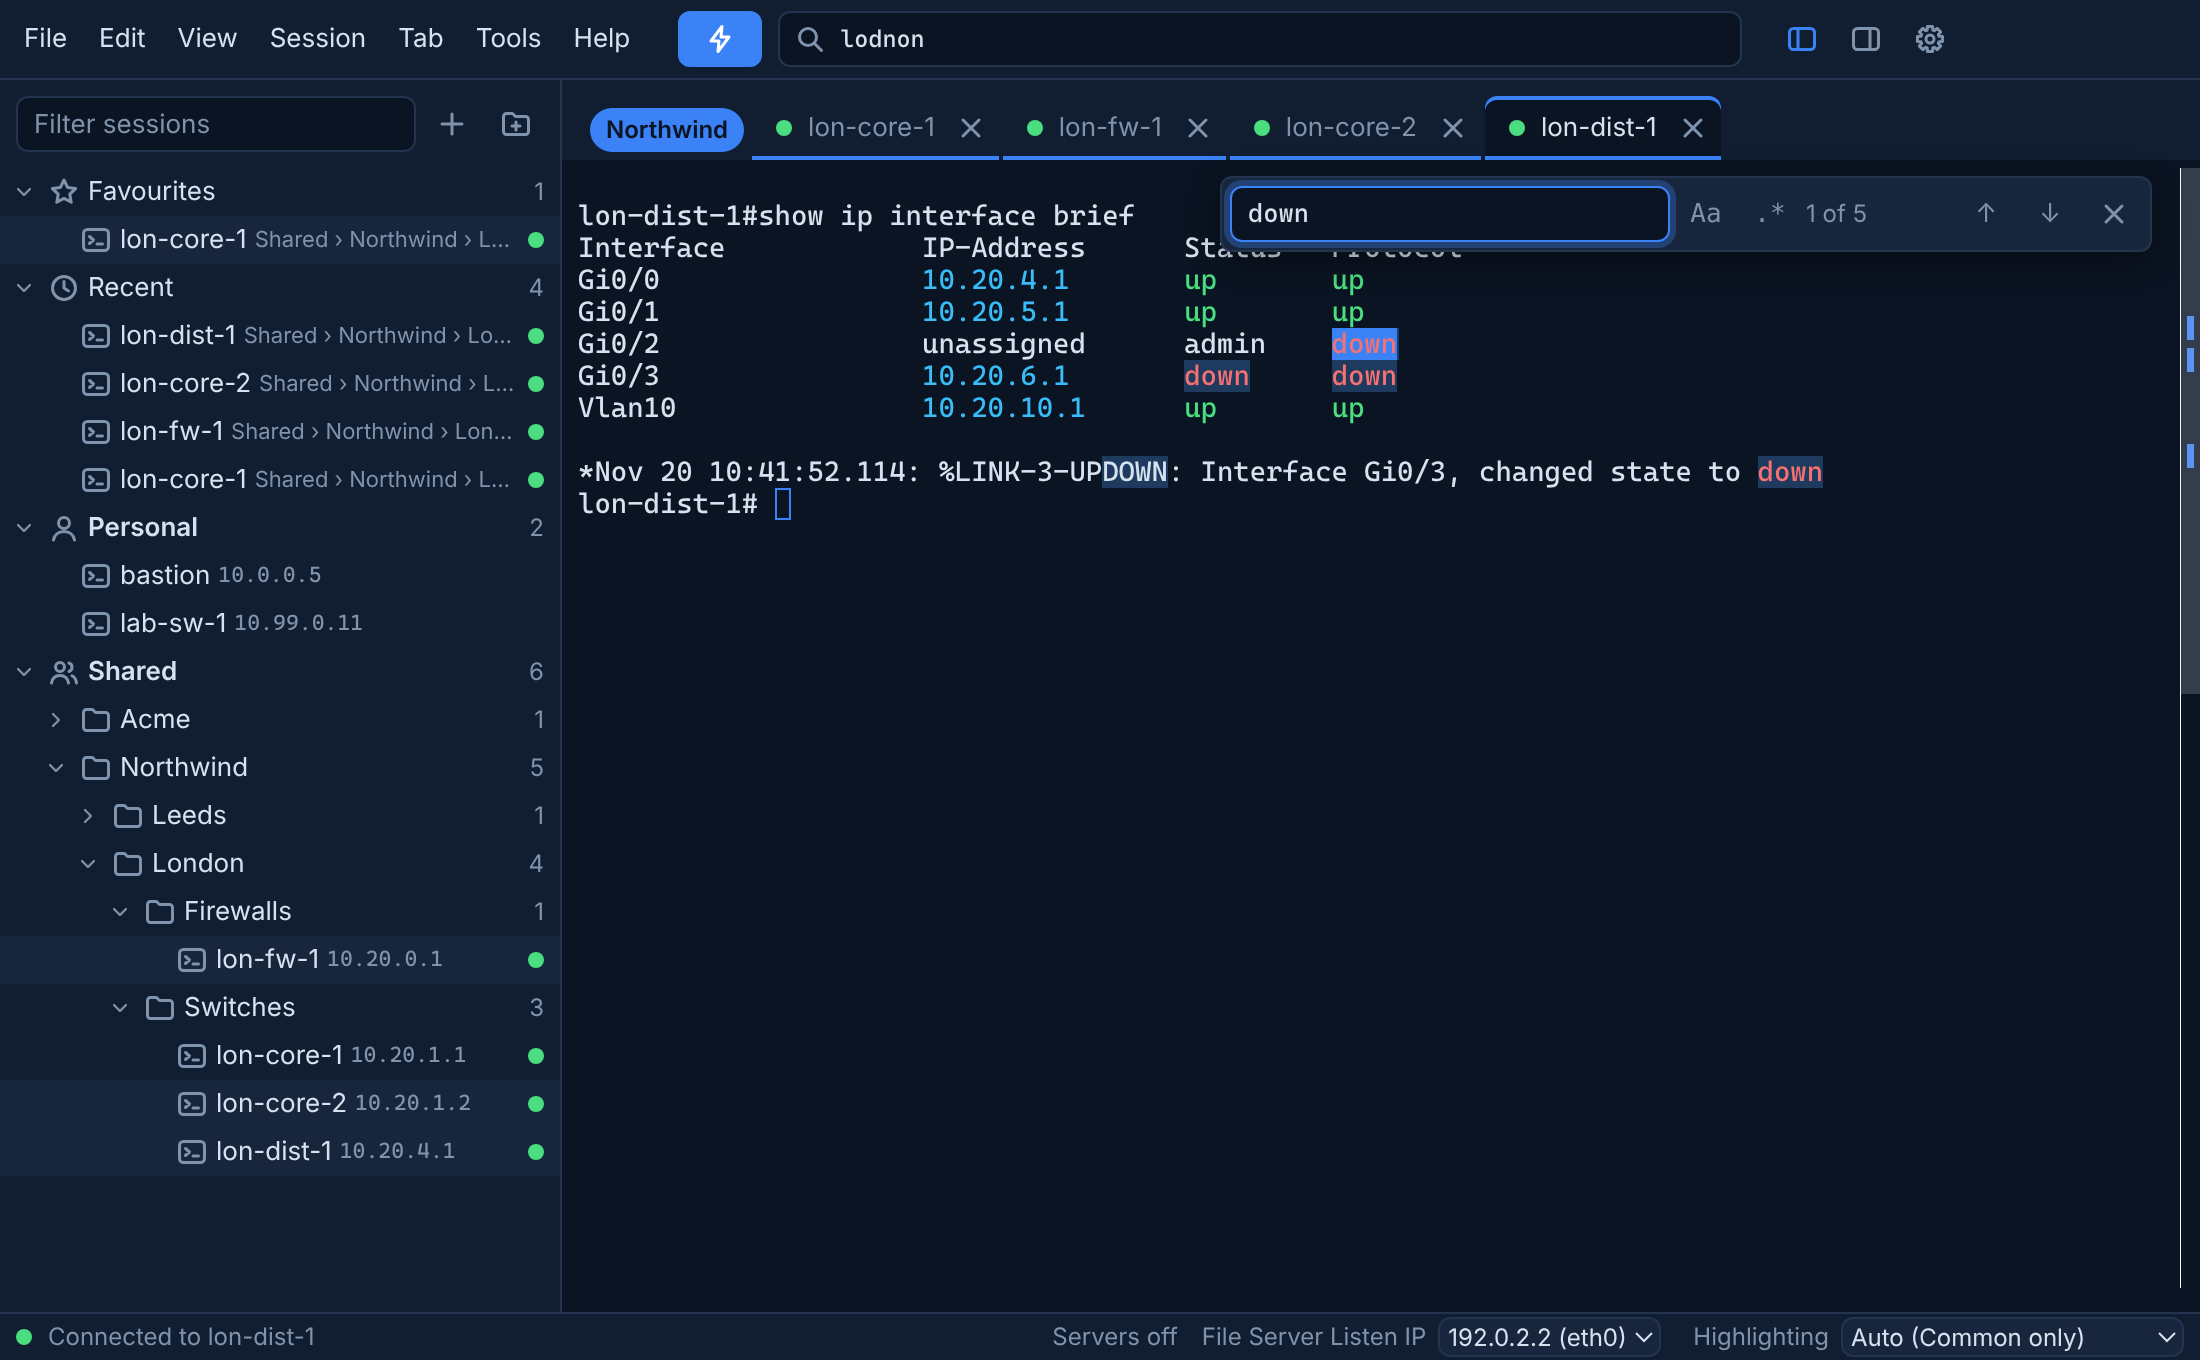 File Edit View Session Tab Tools Help lodnon
Filter sessions
Northwind lon-core-1 lon-fw-1 lon-core-2 lon-dist-1
Favourites 1
lon-core-1 Shared › Northwind › L...
Recent 4
lon-dist-1 Shared › Northwind › Lo...
lon-core-2 Shared › Northwind › L...
lon-fw-1 Shared › Northwind › Lon...
lon-core-1 Shared › Northwind › L...
Personal 2
bastion 10.0.0.5
lab-sw-1 10.99.0.11
Shared 6
Acme 1
Northwind 5
Leeds 1
London 4
Firewalls 1
lon-fw-1 10.20.0.1
Switches 3
lon-core-1 10.20.1.1
lon-core-2 10.20.1.2
lon-dist-1 10.20.4.1
down Aa .* 1 of 5
lon-dist-1#show ip interface brief
Interface IP-Address Status Protocol
Gi0/0 10.20.4.1 up up
Gi0/1 10.20.5.1 up up
Gi0/2 unassigned admin down
Gi0/3 10.20.6.1 down down
Vlan10 10.20.10.1 up up
*Nov 20 10:41:52.114: %LINK-3-UPDOWN: Interface Gi0/3, changed state to down
lon-dist-1#
Connected to lon-dist-1 Servers off File Server Listen IP 192.0.2.2 (eth0) Highlighting Auto (Common only)